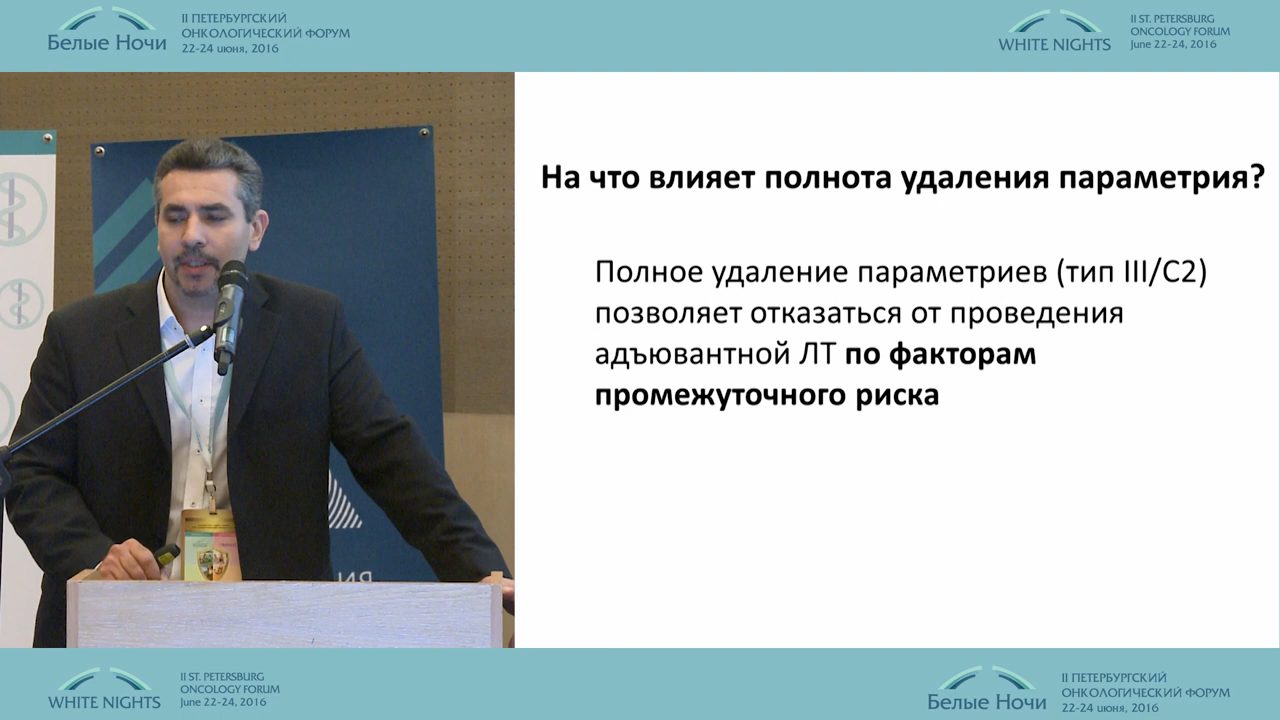 Белые Ночи
II ПЕТЕРБУРГСКИЙ
ОНКОЛОГИЧЕСКИЙ ФОРУМ
22-24 июня, 2016
WHITE NIGHTS
II ST. PETERSBURG
ONCOLOGY FORUM
June 22-24, 2016
На что влияет полнота удаления параметрия?
Полное удаление параметриев (тип III/C2)
позволяет отказаться от проведения
адъювантной ЛТ по факторам
промежуточного риска
WHITE NIGHTS
II ST. PETERSBURG
ONCOLOGY FORUM
June 22-24, 2016
Белые Ночи
II ПЕТЕРБУРГСКИЙ
ОНКОЛОГИЧЕСКИЙ ФОРУМ
22-24 июня, 2016